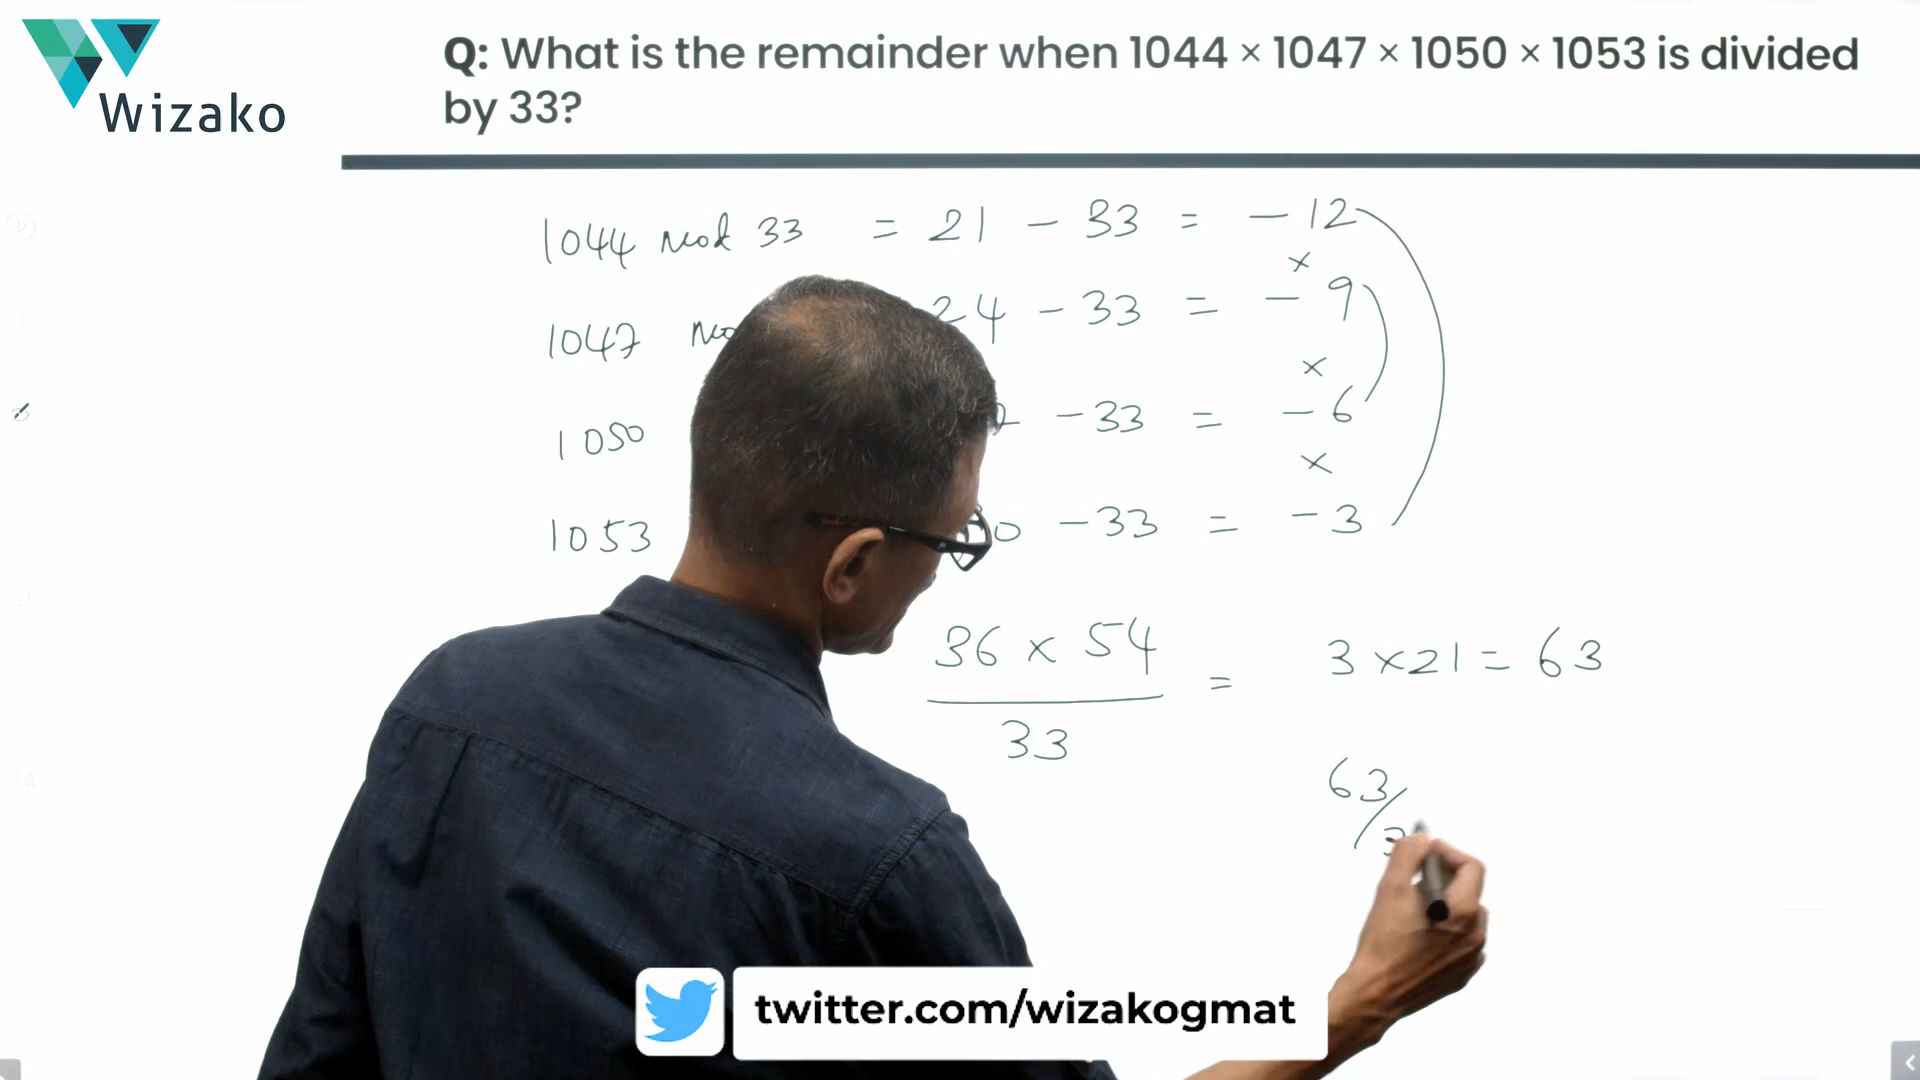 Wizako
Q: What is the remainder when 1044 × 1047 × 1050 × 1053 is divided
by 33?
1044 mod 33 = 21 - 33 = - 12
×
1047 = 24 - 33 = - 9
×
1050 - 33 = - 6
×
1053 - 33 = - 3
36 × 54
33
= 3 × 21 = 63
63/
twitter.com/wizakogmat